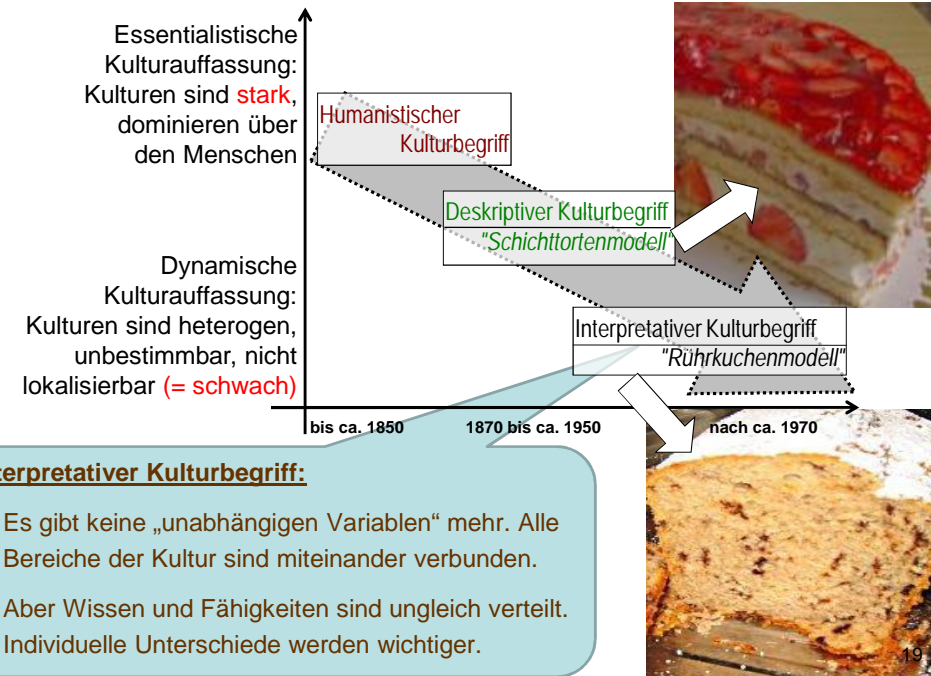 Essentialistische
Kulturauffassung:
Kulturen sind stark,
dominieren über
den Menschen
Humanistischer
Kulturbegriff
Deskriptiver Kulturbegriff
"Schichttortenmodell"
Dynamische
Kulturauffassung:
Kulturen sind heterogen,
unbestimmbar, nicht
lokalisierbar (= schwach)
Interpretativer Kulturbegriff
"Rührkuchenmodell"
bis ca. 1850
1870 bis ca. 1950
nach ca. 1970
terpretativer Kulturbegriff:
Es gibt keine „unabhängigen Variablen“ mehr. Alle
Bereiche der Kultur sind miteinander verbunden.
Aber Wissen und Fähigkeiten sind ungleich verteilt.
Individuelle Unterschiede werden wichtiger.
19